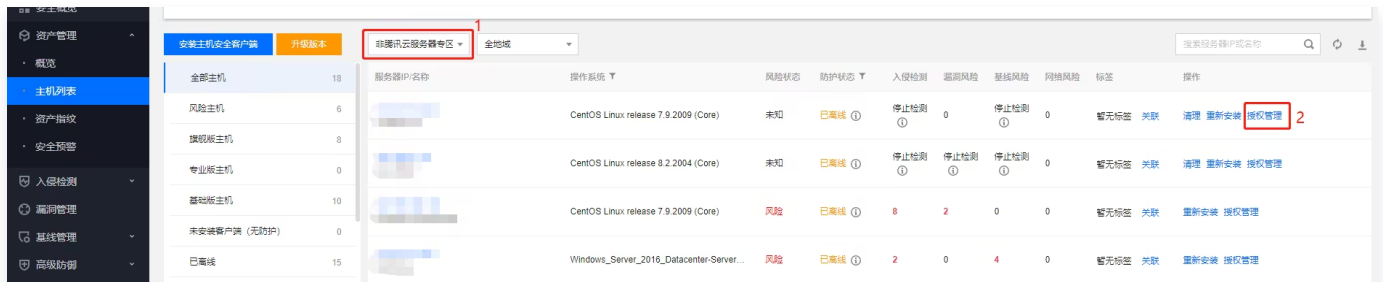 安全概览
资产管理
· 概览
· 主机列表
· 资产指纹
· 安全预警
入侵检测
漏洞管理
基线管理
高级防御
1
安装主机安全客户端 升级版本 非腾讯云服务器专区 全地域 搜索服务器IP或名称
全部主机 18
风险主机 6
旗舰版主机 8
专业版主机 0
基础版主机 10
未安装客户端（无防护） 0
已离线 15
服务器IP/名称 操作系统 风险状态 防护状态 入侵检测 漏洞风险 基线风险 网络风险 标签 操作
CentOS Linux release 7.9.2009 (Core) 未知 已离线 停止检测 0 停止检测 0 暂无标签 关联 清理 重新安装 授权管理 2
CentOS Linux release 8.2.2004 (Core) 未知 已离线 停止检测 停止检测 停止检测 0 暂无标签 关联 清理 重新安装 授权管理
CentOS Linux release 7.9.2009 (Core) 风险 已离线 8 2 0 0 暂无标签 关联 重新安装 授权管理
Windows_Server_2016_Datacenter-Server... 风险 已离线 2 0 4 0 暂无标签 关联 重新安装 授权管理